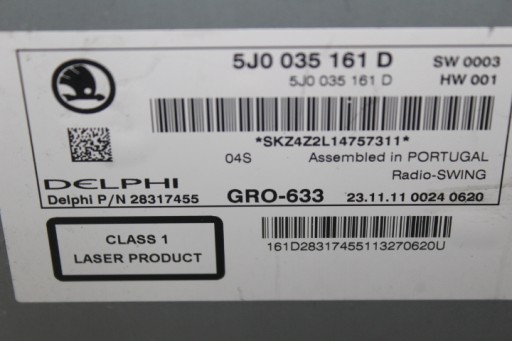 5J0 035 161 D SW 0003
5J0 035 161 D HW 001
*SKZ4Z2L14757311*
04S Assembled in PORTUGAL
Radio-SWING
DELPHI
Delphi P/N 28317455 GRO-633 23.11.11 0024 0620
CLASS 1
LASER PRODUCT
161D28317455113270620U